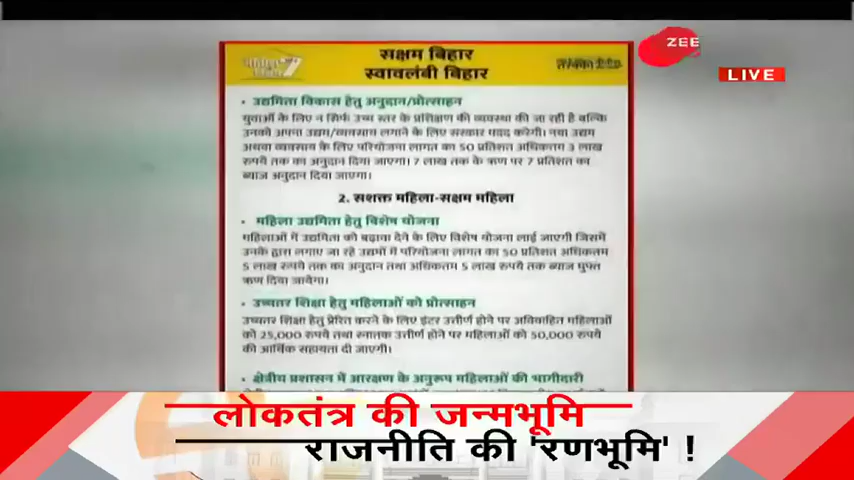 सक्षम बिहार
स्वावलंबी बिहार
ZEE
LIVE
• उद्यमिता विकास हेतु अनुदान/प्रोत्साहन
युवाओं के लिए न सिर्फ उच्च स्तर के प्रशिक्षण की व्यवस्था की जा रही है बल्कि
उनको अपना उद्यम/व्यवसाय लगाने के लिए सरकार मदद करेगी। नया उद्यम
अथवा व्यवसाय के लिए परियोजना लागत का 50 प्रतिशत अधिकतम 3 लाख
रूपये तक का अनुदान दिया जाएगा। 7 लाख तक के ऋण पर 7 प्रतिशत का
ब्याज अनुदान दिया जाएगा।
2. सशक्त महिला-सक्षम महिला
• महिला उद्यमिता हेतु विशेष योजना
महिलाओं में उद्यमिता को बढ़ावा देने के लिए विशेष योजना लाई जाएगी जिसमें
उनके द्वारा लगाए जा रहे उद्यमों में परियोजना लागत का 50 प्रतिशत अधिकतम
5 लाख रूपये तक का अनुदान तथा अधिकतम 5 लाख रूपये तक ब्याज मुफ्त
ऋण दिया जायेगा।
• उच्चतर शिक्षा हेतु महिलाओं को प्रोत्साहन
उच्चतर शिक्षा हेतु प्रेरित करने के लिए इंटर उत्तीर्ण होने पर अविवाहित महिलाओं
को 25,000 रूपये तथा स्नातक उत्तीर्ण होने पर महिलाओं को 50,000 रूपये
की आर्थिक सहायता दी जाएगी।
• क्षेत्रीय प्रशासन में आरक्षण के अनुरूप महिलाओं की भागीदारी
लोकतंत्र की जन्मभूमि
राजनीति की 'रणभूमि' !